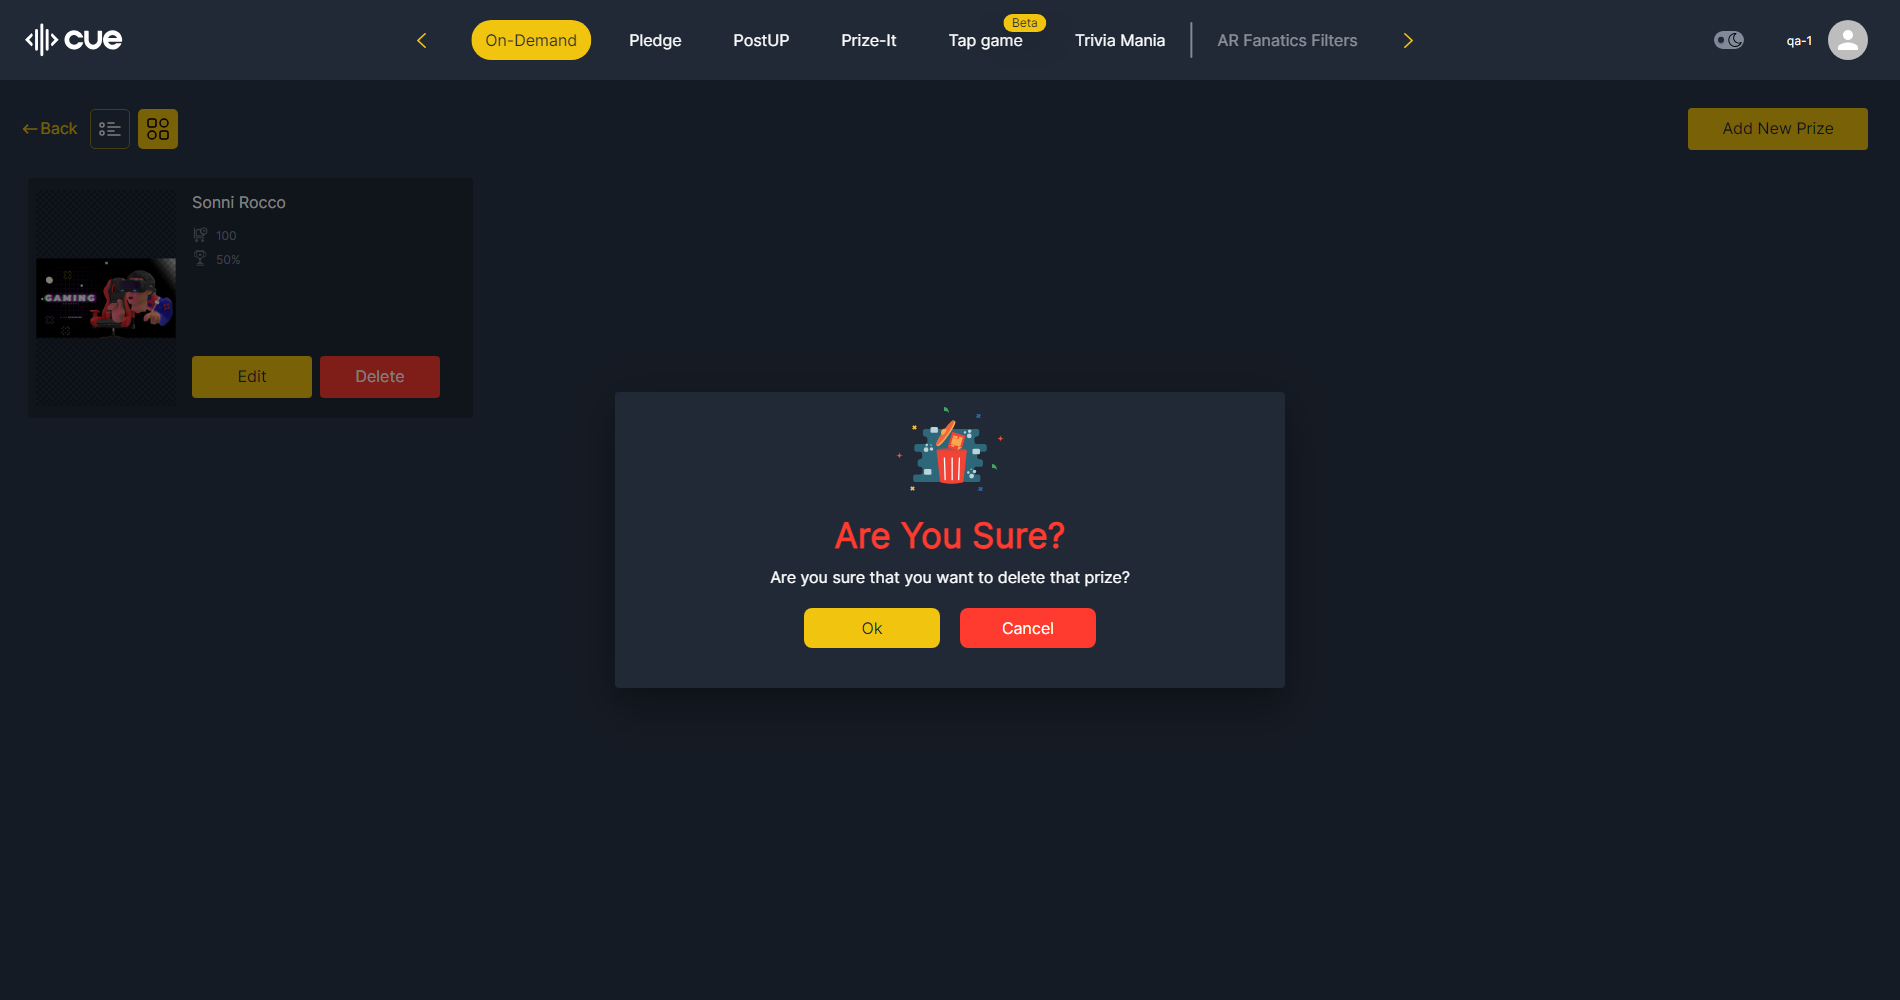 cue
On-Demand
Pledge
PostUP
Prize-It
Beta
Tap game
Trivia Mania
AR Fanatics Filters
qa-1
Back
Add New Prize
Sonni Rocco
100
50%
GAMING
Edit
Delete
Are You Sure?
Are you sure that you want to delete that prize?
Ok
Cancel